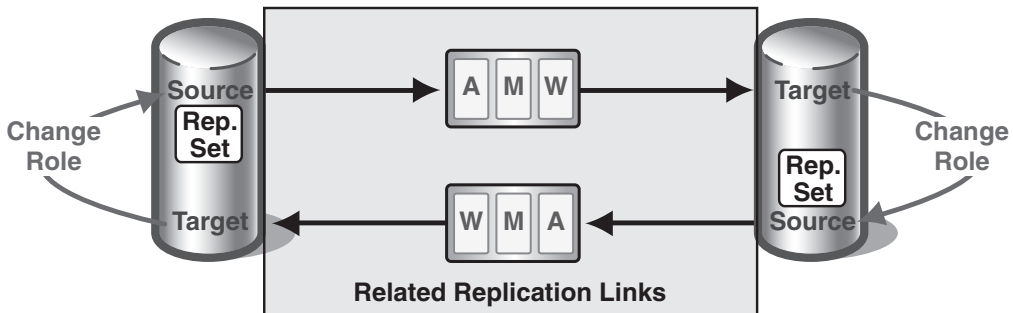 Source
A M W
Target
Rep.
Set
Change
Role
Change
Role
Rep.
Set
Target
W M A
Source
Related Replication Links